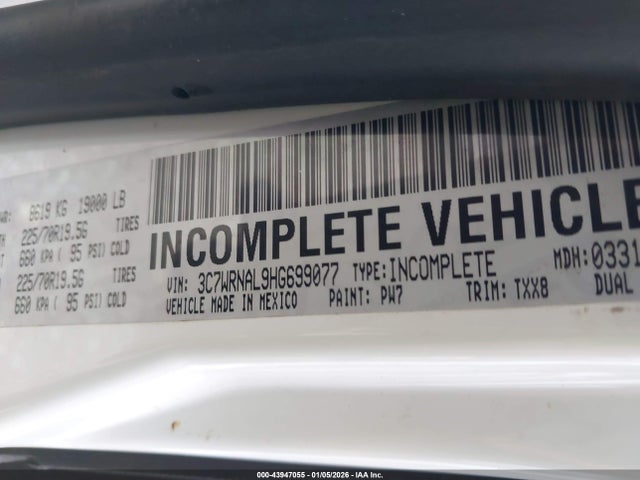 8619 KG 19000 LB
225/70R19.5G TIRES
660 KPA ( 95 PSI) COLD
225/70R19.5G TIRES
660 KPA ( 95 PSI) COLD
INCOMPLETE VEHICLE
VIN: 3C7WRNAL9HG699077 TYPE:INCOMPLETE MDH:0331
VEHICLE MADE IN MEXICO PAINT: PW7 TRIM: TXX8 DUAL
000-43947055 - 01/05/2026 - IAA Inc.